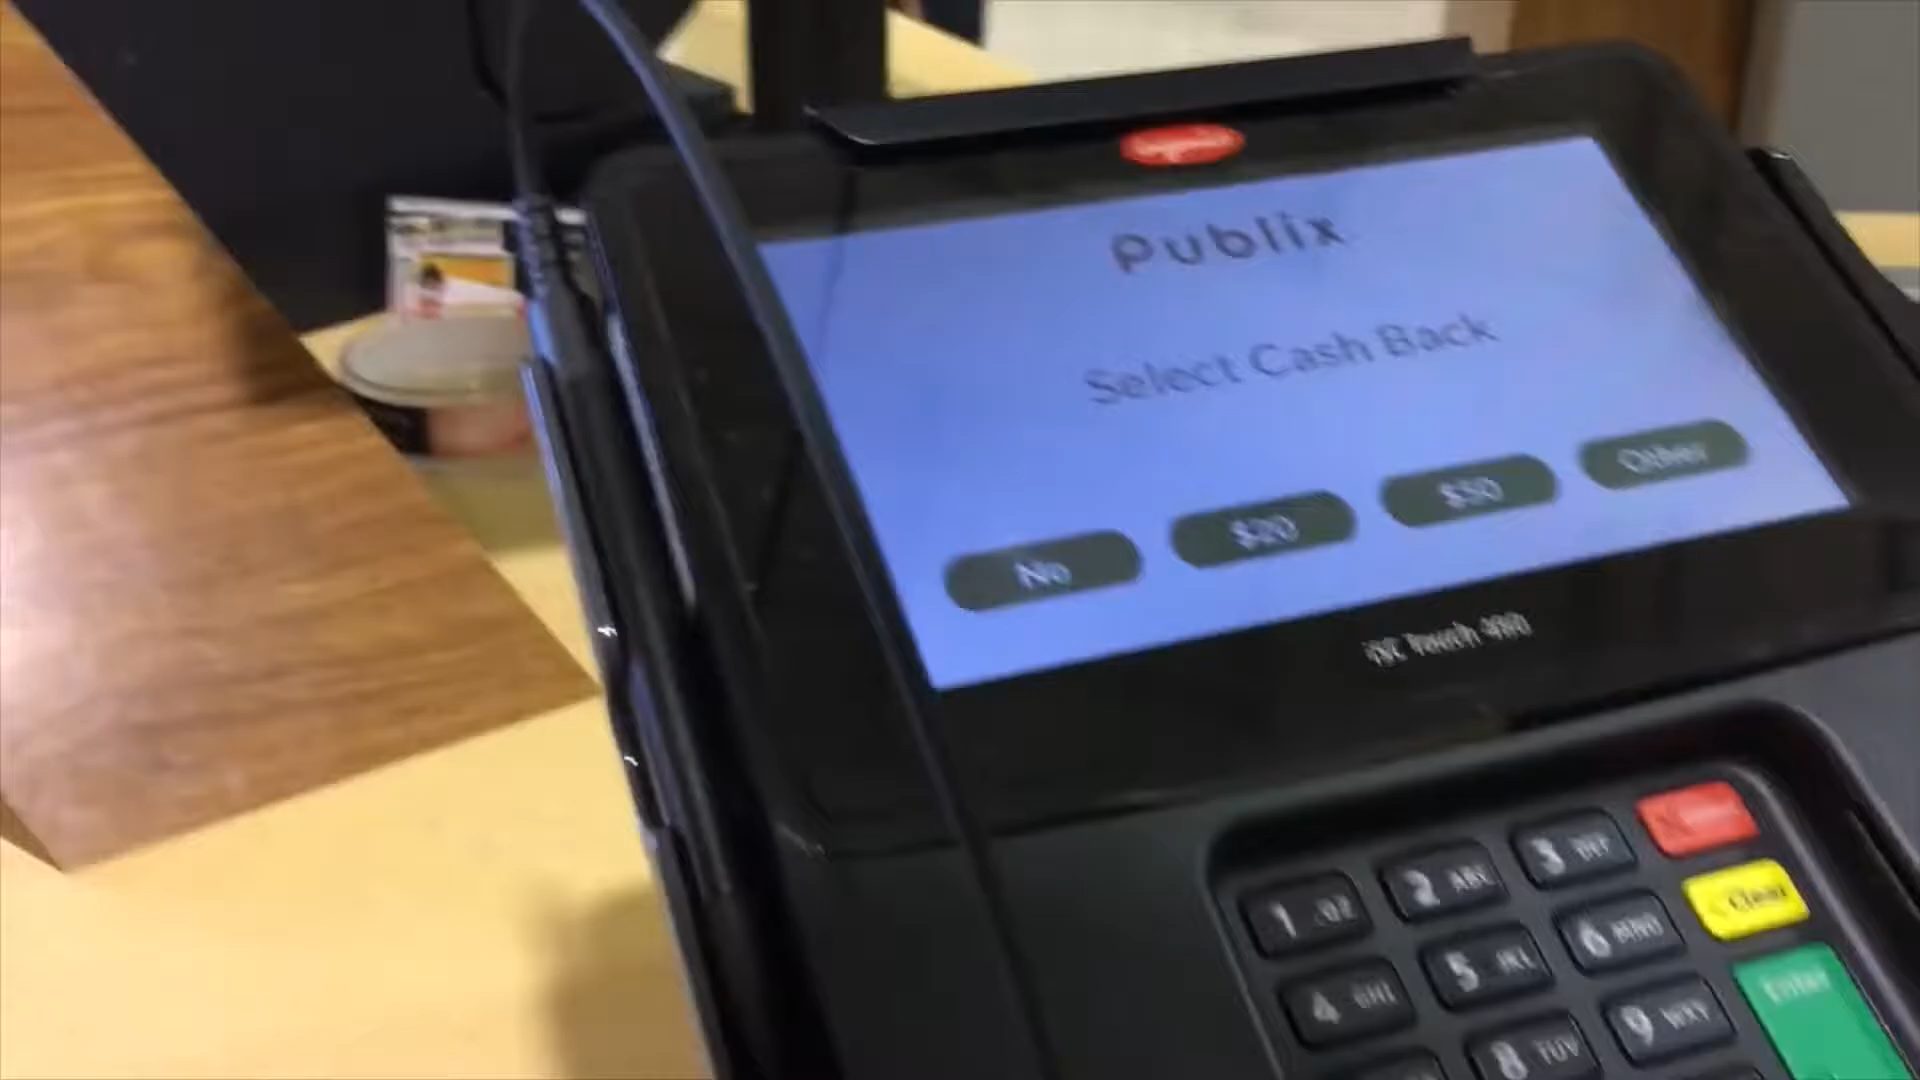 Publix
Select Cash Back
No $20 $50 Other
iSC Touch 480
1 .QZ 2 ABC 3 DEF
Clear
4 GHI 5 JKL 6 MNO
Enter
8 TUV 9 WXY